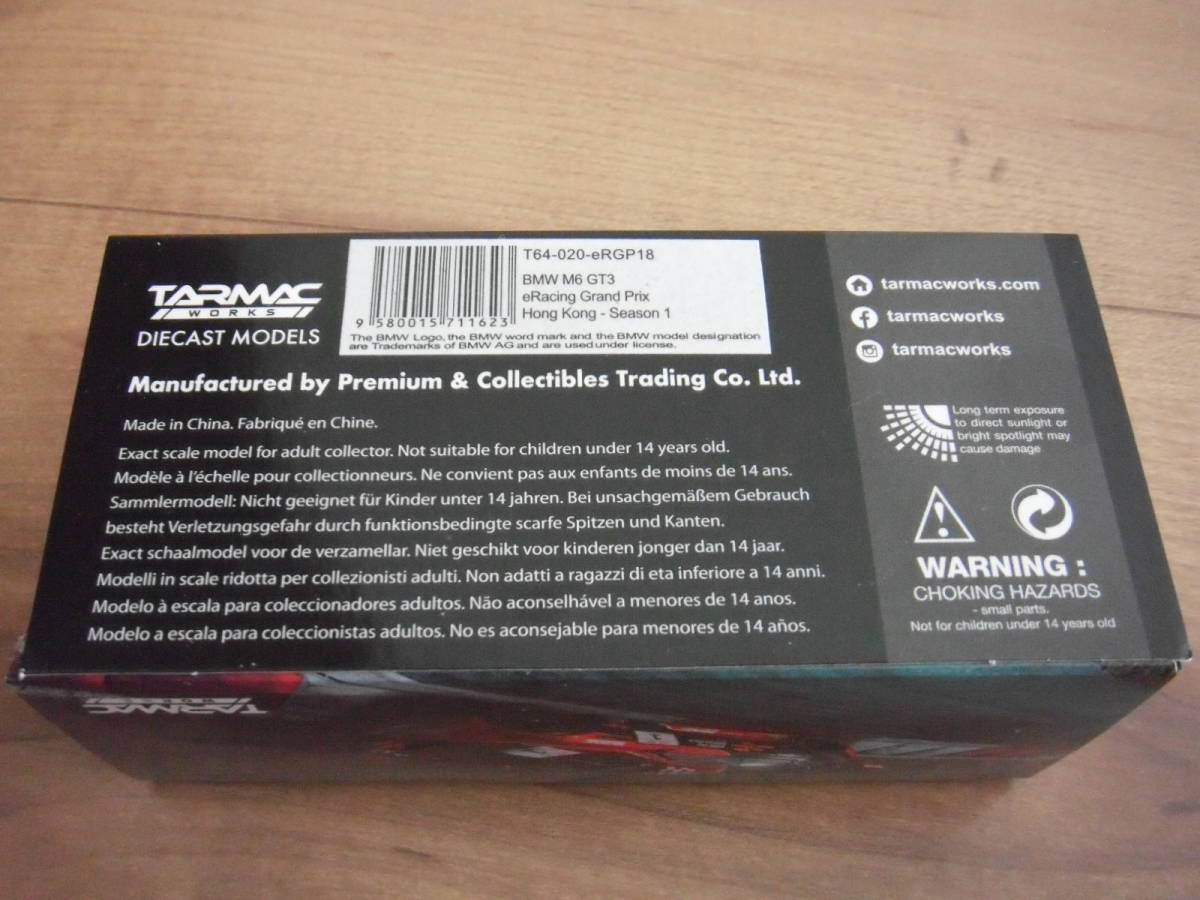 TARMAC
WORKS
DIECAST MODELS
9 580015 711623
T64-020-eRGP18
BMW M6 GT3
eRacing Grand Prix
Hong Kong - Season 1
The BMW Logo, the BMW word mark and the BMW model designation
are Trademarks of BMW AG and are used under license.
Manufactured by Premium & Collectibles Trading Co. Ltd.
Made in China. Fabriqué en Chine.
Exact scale model for adult collector. Not suitable for children under 14 years old.
Modèle à l'échelle pour collectionneurs. Ne convient pas aux enfants de moins de 14 ans.
Sammlermodell: Nicht geeignet für Kinder unter 14 jahren. Bei unsachgemäßem Gebrauch
besteht Verletzungsgefahr durch funktionsbedingte scarfe Spitzen und Kanten.
Exact schaalmodel voor de verzamellar. Niet geschikt voor kinderen jonger dan 14 jaar.
Modelli in scale ridotta per collezionisti adulti. Non adatti a ragazzi di eta inferiore a 14 anni.
Modelo à escala para coleccionadores adultos. Não aconselhável a menores de 14 anos.
Modelo a escala para coleccionistas adultos. No es aconsejable para menores de 14 años.
tarmacworks.com
tarmacworks
tarmacworks
Long term exposure
to direct sunlight or
bright spotlight may
cause damage
WARNING :
CHOKING HAZARDS
- small parts.
Not for children under 14 years old
TARMAC
WORKS